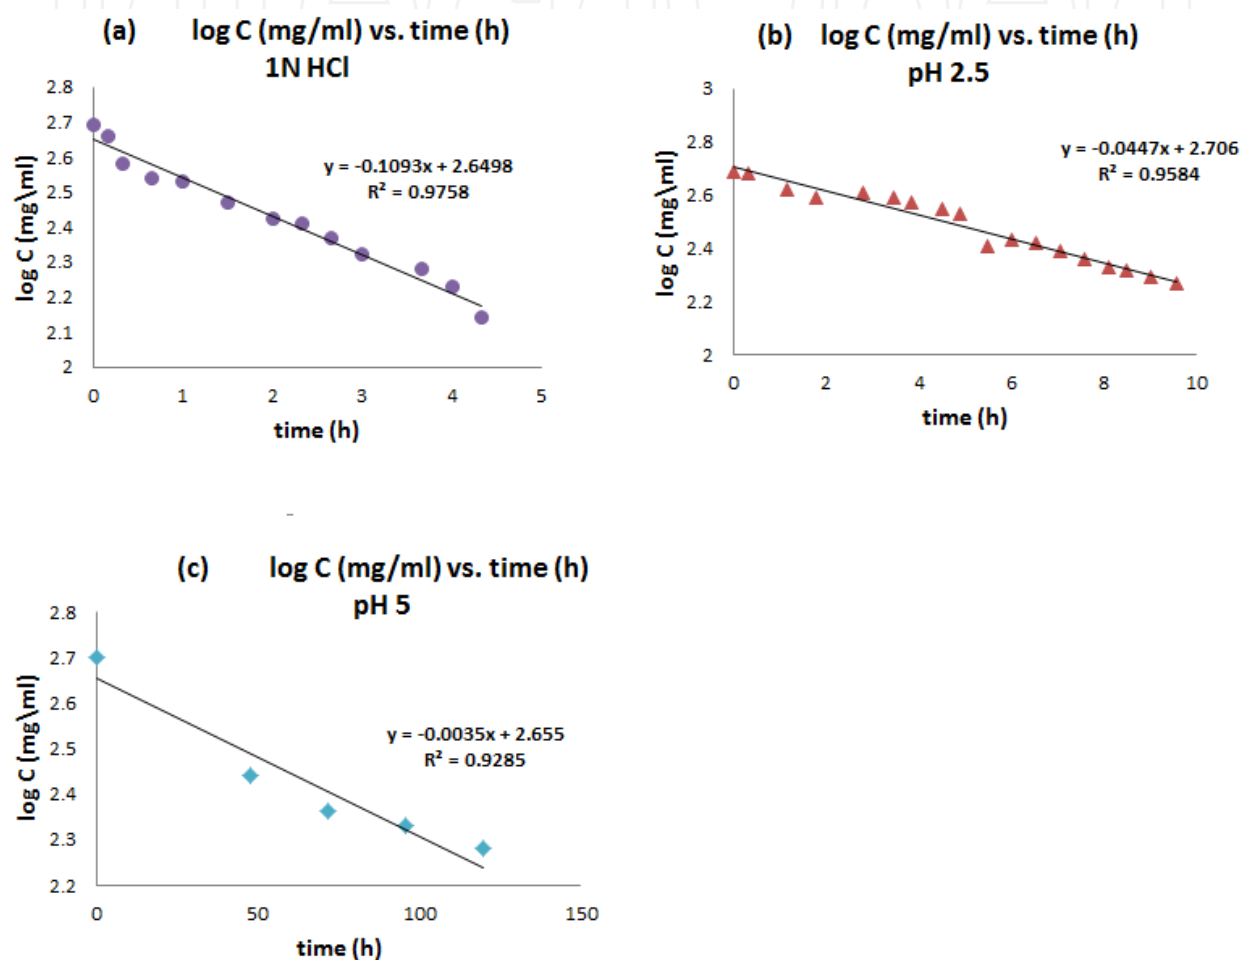 (a) log C (mg/ml) vs. time (h)
1N HCl
2.8
2.7
2.6
2.5
2.4
2.3
2.2
2.1
2
log C (mg\ml)
y = -0.1093x + 2.6498
R² = 0.9758
0 1 2 3 4 5
time (h)
(b) log C (mg/ml) vs. time (h)
pH 2.5
3
2.8
2.6
2.4
2.2
2
log C (mg\ml)
y = -0.0447x + 2.706
R² = 0.9584
0 2 4 6 8 10
time (h)
(c) log C (mg/ml) vs. time (h)
pH 5
2.8
2.7
2.6
2.5
2.4
2.3
2.2
log C (mg\ml)
y = -0.0035x + 2.655
R² = 0.9285
0 50 100 150
time (h)